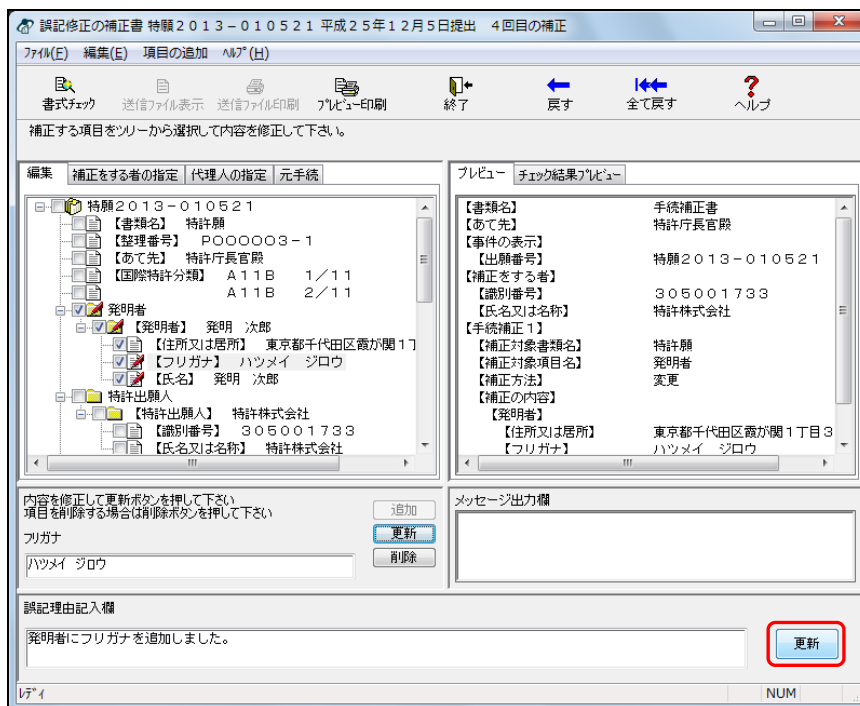 誤記修正の補正書 特願２０１３－０１０５２１ 平成２５年１２月５日提出　４回目の補正
ﾌｧｲﾙ(F)　編集(E)　項目の追加　ﾍﾙﾌﾟ(H)
書式ﾁｪｯｸ　送信ﾌｧｲﾙ表示　送信ﾌｧｲﾙ印刷　ﾌﾟﾚﾋﾞｭｰ印刷　終了　戻す　全て戻す　ヘルプ
補正する項目をツリーから選択して内容を修正して下さい。
編集　補正をする者の指定　代理人の指定　元手続
特願２０１３－０１０５２１
【書類名】　特許願
【整理番号】　Ｐ０００００３－１
【あて先】　特許庁長官殿
【国際特許分類】　Ａ１１Ｂ　　１／１１
Ａ１１Ｂ　　２／１１
発明者
【発明者】　発明　次郎
【住所又は居所】　東京都千代田区霞が関１丁
【フリガナ】　ハツメイ　ジロウ
【氏名】　発明　次郎
特許出願人
【特許出願人】　特許株式会社
【識別番号】　３０５００１７３３
【氏名又は名称】　特許株式会社
プレビュー　ﾁｪｯｸ結果ﾌﾟﾚﾋﾞｭｰ
【書類名】　手続補正書
【あて先】　特許庁長官殿
【事件の表示】
【出願番号】　特願２０１３－０１０５２１
【補正をする者】
【識別番号】　３０５００１７３３
【氏名又は名称】　特許株式会社
【手続補正１】
【補正対象書類名】　特許願
【補正対象項目名】　発明者
【補正方法】　変更
【補正の内容】
【発明者】
【住所又は居所】　東京都千代田区霞が関１丁目３
【フリガナ】　ハツメイ　ジロウ
内容を修正して更新ボタンを押して下さい
項目を削除する場合は削除ボタンを押して下さい
追加
更新
削除
フリガナ
ハツメイ　ジロウ
メッセージ出力欄
誤記理由記入欄
発明者にフリガナを追加しました。
更新
ﾚﾃﾞｨ　NUM